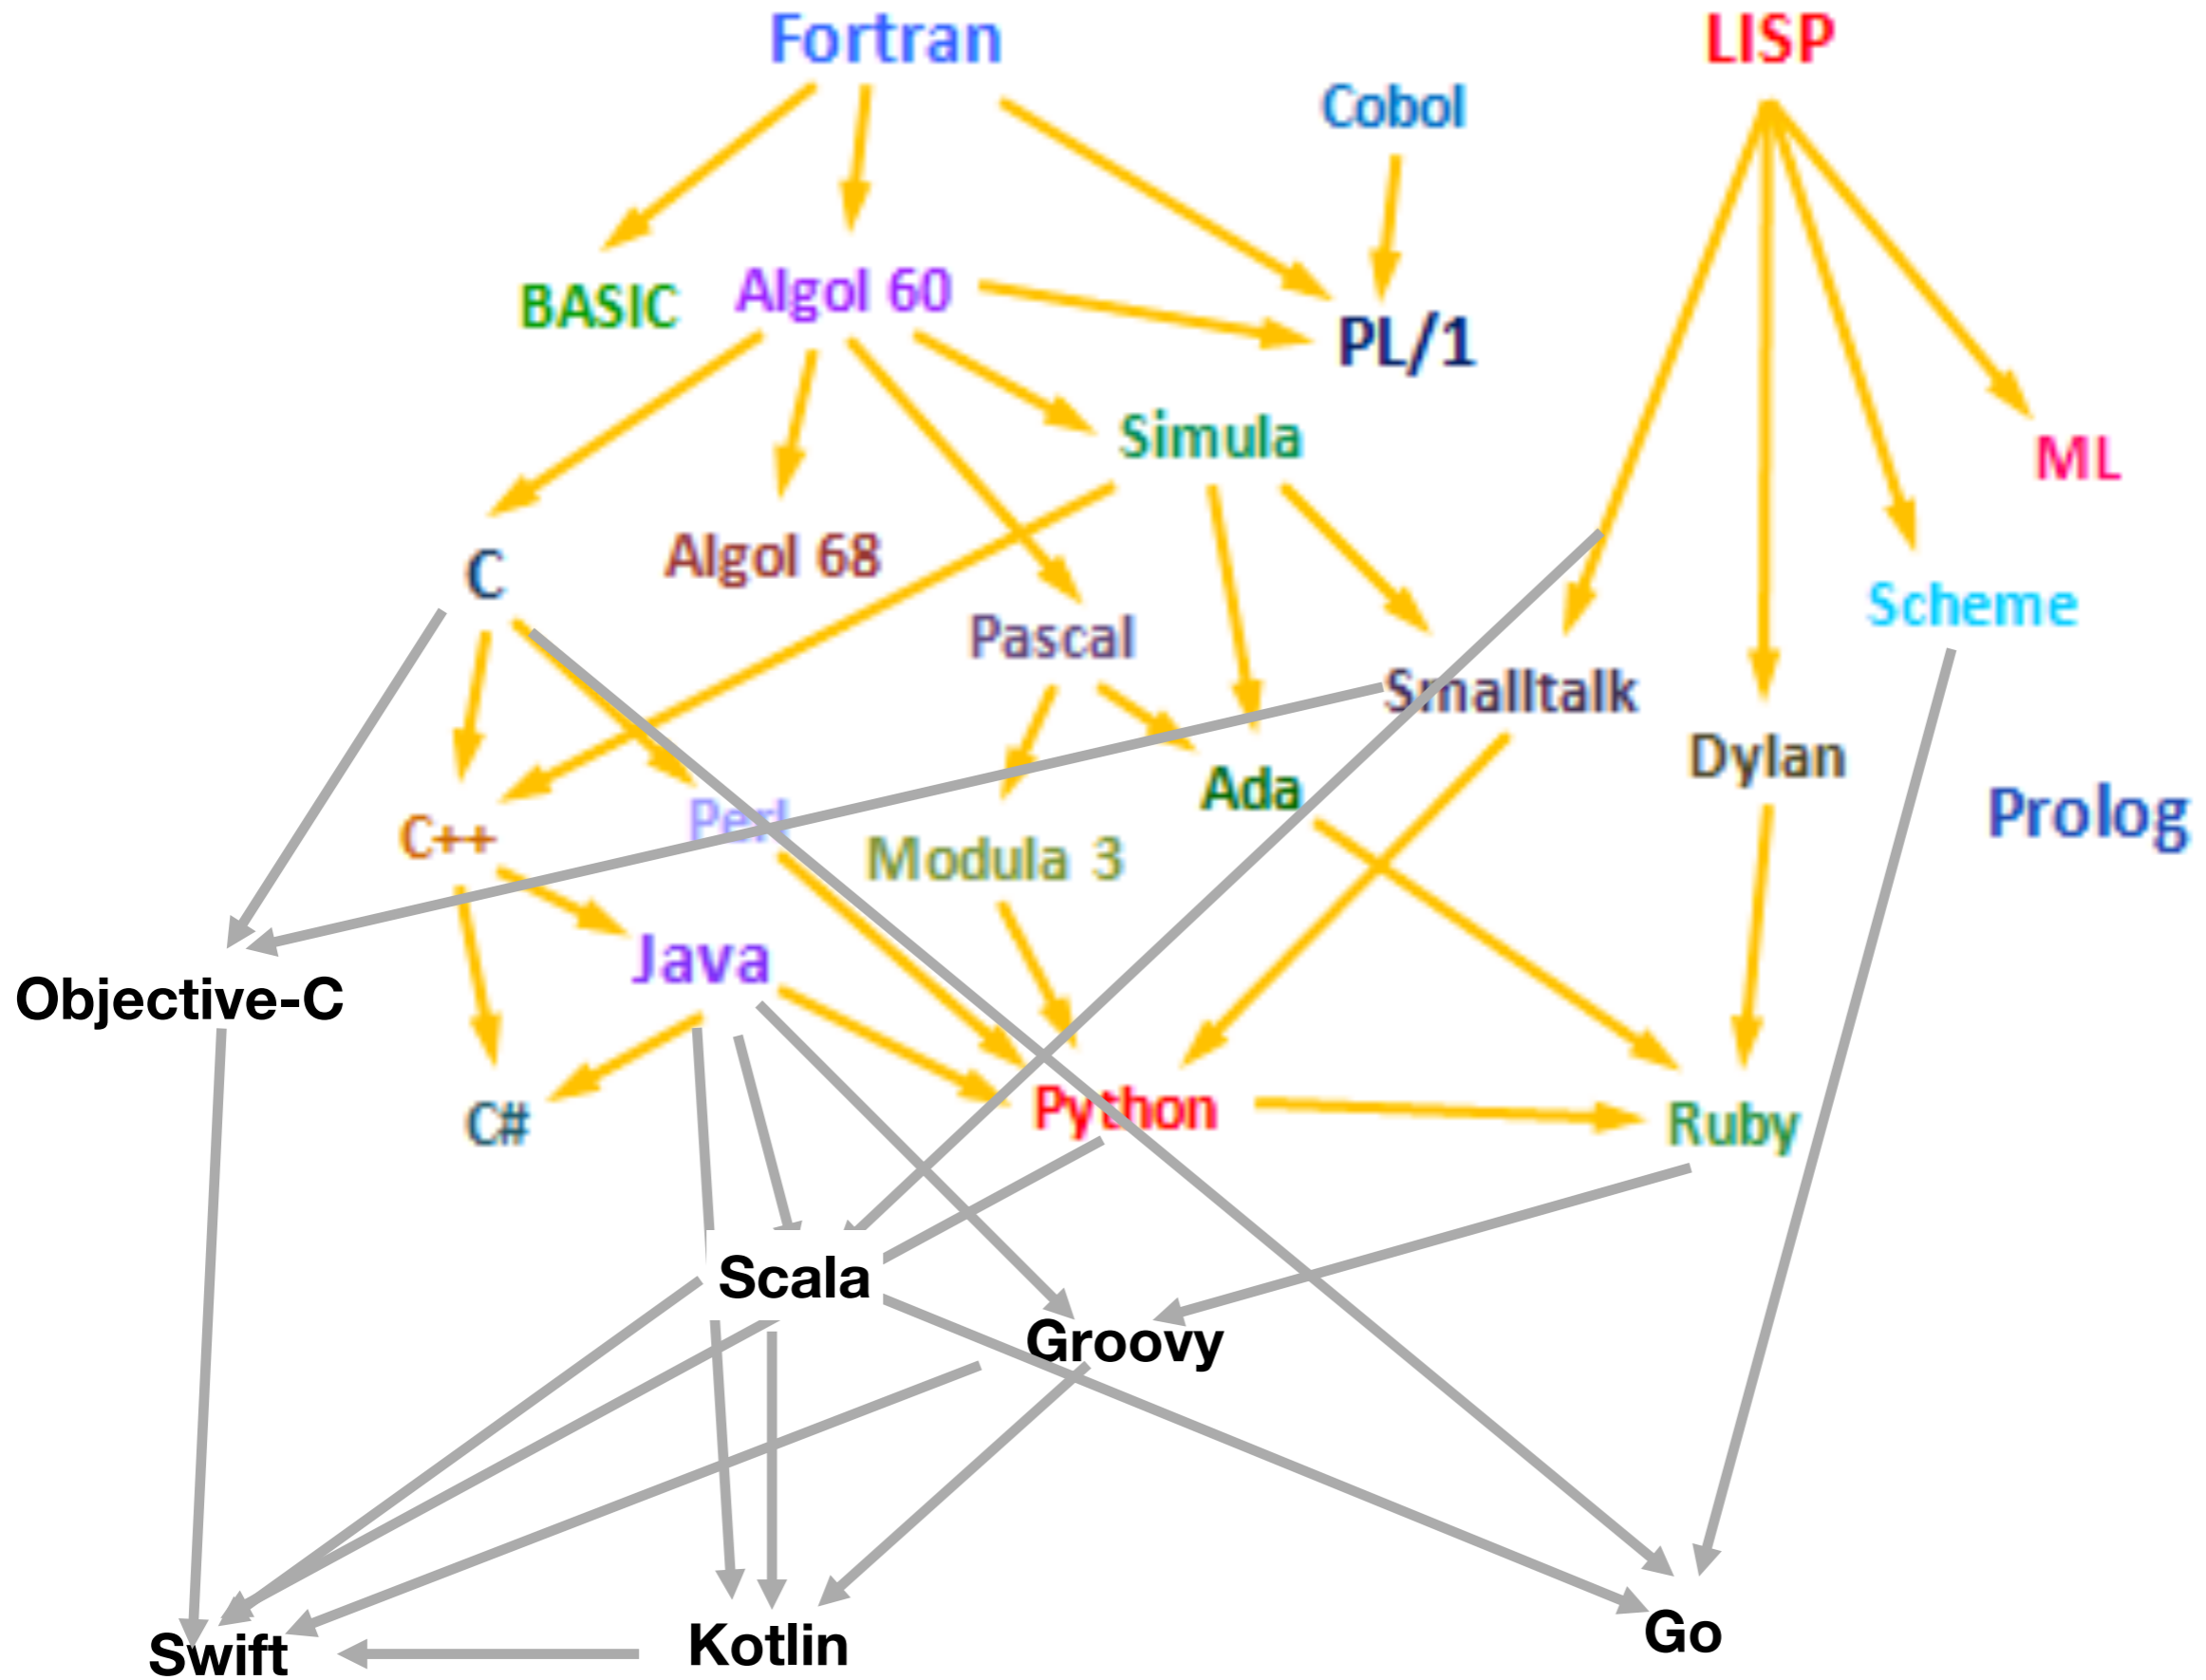 Fortran
LISP
Cobol
BASIC
Algol 60
PL/1
Simula
ML
C
Algol 68
Pascal
Scheme
Smalltalk
Dylan
Ada
Prolog
C++
Perl
Modula 3
Java
Objective-C
C#
Python
Ruby
Scala
Groovy
Swift
Kotlin
Go